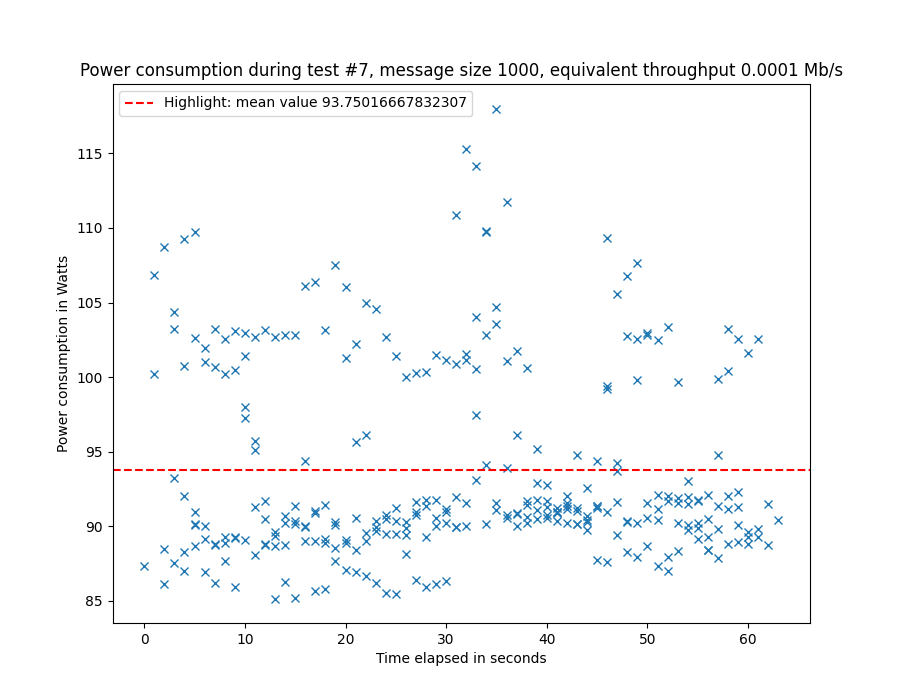 Power consumption during test #7, message size 1000, equivalent throughput 0.0001 Mb/s
Highlight: mean value 93.75016667832307
115
110
105
100
95
90
85
Power consumption in Watts
0 10 20 30 40 50 60
Time elapsed in seconds